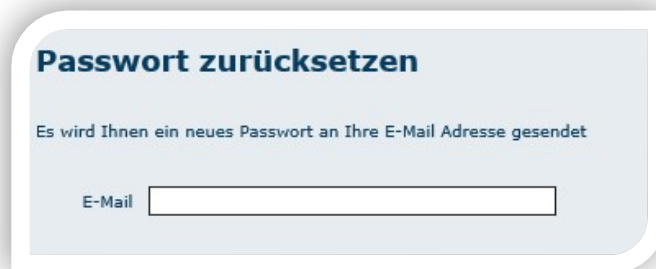 Passwort zurücksetzen
Es wird Ihnen ein neues Passwort an Ihre E-Mail Adresse gesendet
E-Mail